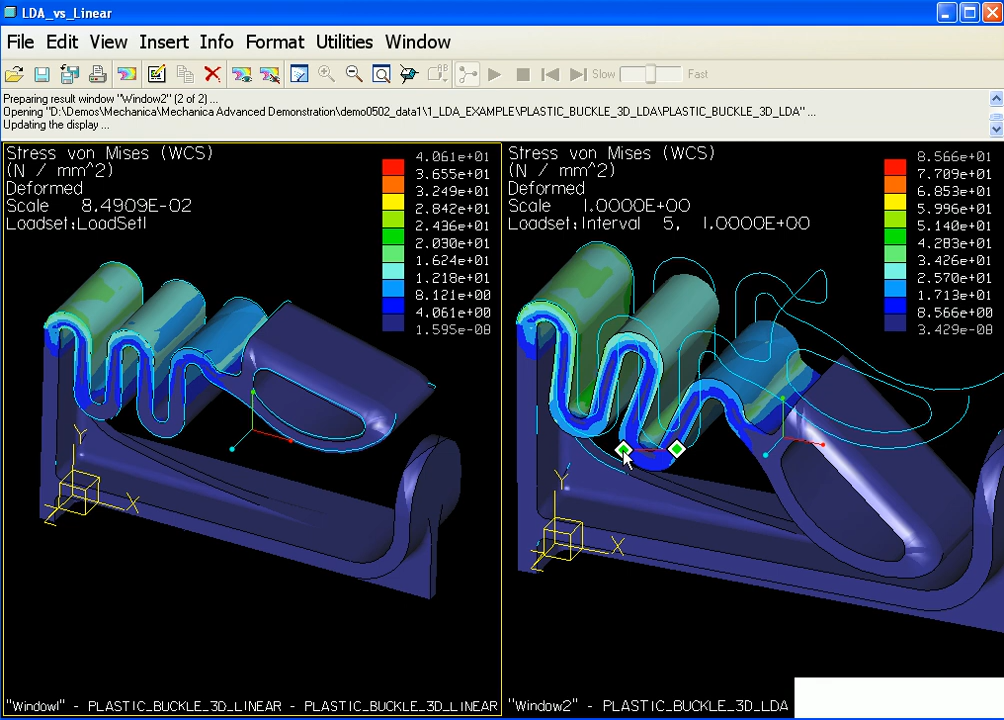 LDA_vs_Linear
File Edit View Insert Info Format Utilities Window
Slow Fast
Preparing result window "Window2" (2 of 2) ...
Opening "D:\Demos\Mechanica\Mechanica Advanced Demonstration\demo0502_data1\1_LDA_EXAMPLE\PLASTIC_BUCKLE_3D_LDA\PLASTIC_BUCKLE_3D_LDA" ...
Updating the display ...
Stress von Mises (WCS)
(N / mm^2)
Deformed
Scale 8.4909E-02
Loadset:LoadSet1
4.061e+01
3.655e+01
3.249e+01
2.842e+01
2.436e+01
2.030e+01
1.624e+01
1.218e+01
8.121e+00
4.061e+00
1.595e-08
Y
X
Z
"Window1" - PLASTIC_BUCKLE_3D_LINEAR - PLASTIC_BUCKLE_3D_LINEAR
Stress von Mises (WCS)
(N / mm^2)
Deformed
Scale 1.0000E+00
Loadset:Interval 5, 1.0000E+00
8.566e+01
7.709e+01
6.853e+01
5.996e+01
5.140e+01
4.283e+01
3.426e+01
2.570e+01
1.713e+01
8.566e+00
3.429e-08
Y
X
Z
"Window2" - PLASTIC_BUCKLE_3D_LDA